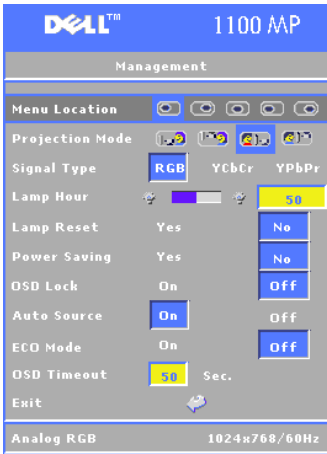 DELL™ 1100 MP
Management
Menu Location
Projection Mode
Signal Type RGB YCbCr YPbPr
Lamp Hour 50
Lamp Reset Yes No
Power Saving Yes No
OSD Lock On Off
Auto Source On Off
ECO Mode On Off
OSD Timeout 50 Sec.
Exit
Analog RGB 1024x768/60Hz